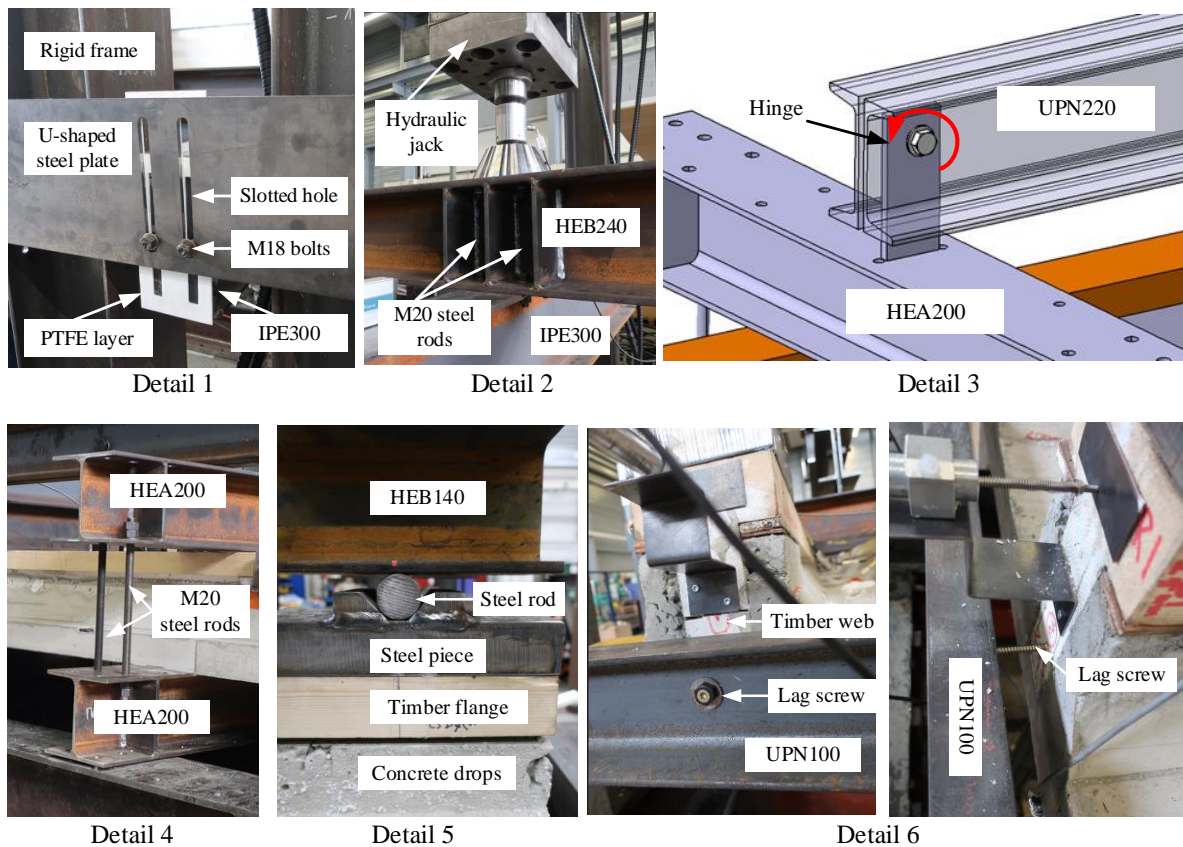 Rigid frame
U-shaped
steel plate
Slotted hole
M18 bolts
PTFE layer
IPE300
Detail 1
Hydraulic
jack
HEB240
M20 steel
rods
IPE300
Detail 2
Hinge
UPN220
HEA200
Detail 3
HEA200
M20
steel rods
HEA200
Detail 4
HEB140
Steel rod
Steel piece
Timber flange
Concrete drops
Detail 5
Timber web
Lag screw
UPN100
Lag screw
UPN100
Detail 6